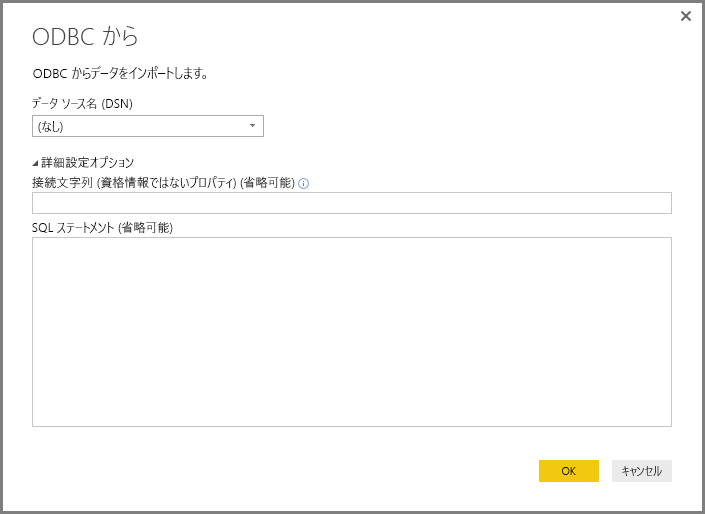 ODBC から
ODBC からデータをインポートします。
データ ソース名 (DSN)
(なし)
詳細設定オプション
接続文字列 (資格情報ではないプロパティ) (省略可能)
SQL ステートメント (省略可能)
OK
キャンセル